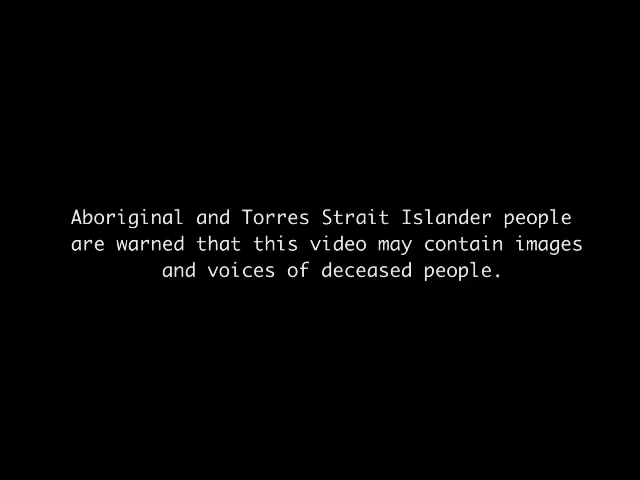 Aboriginal and Torres Strait Islander people
are warned that this video may contain images
and voices of deceased people.